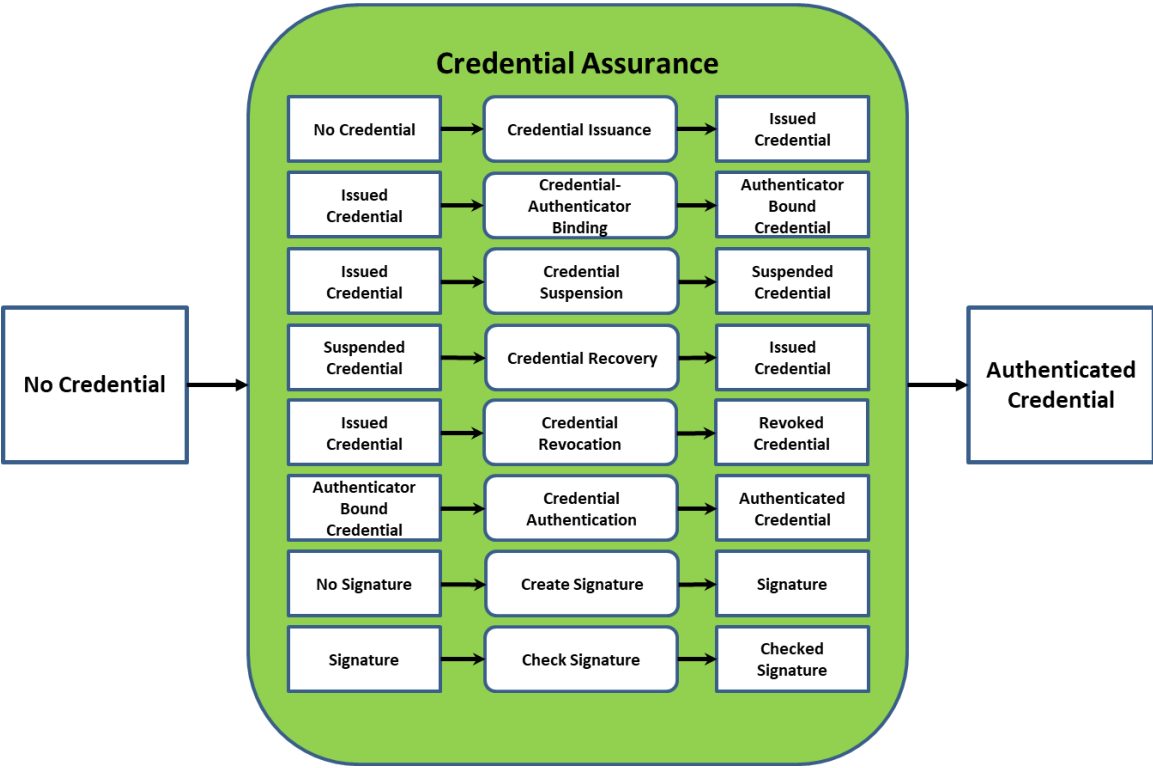 Credential Assurance
No Credential
Credential Issuance
Issued
Credential
Issued
Credential
Credential-
Authenticator
Binding
Authenticator
Bound
Credential
Issued
Credential
Credential
Suspension
Suspended
Credential
Suspended
Credential
Credential Recovery
Issued
Credential
Issued
Credential
Credential
Revocation
Revoked
Credential
Authenticator
Bound
Credential
Credential
Authentication
Authenticated
Credential
No Signature
Create Signature
Signature
Signature
Check Signature
Checked
Signature
No Credential
Authenticated
Credential